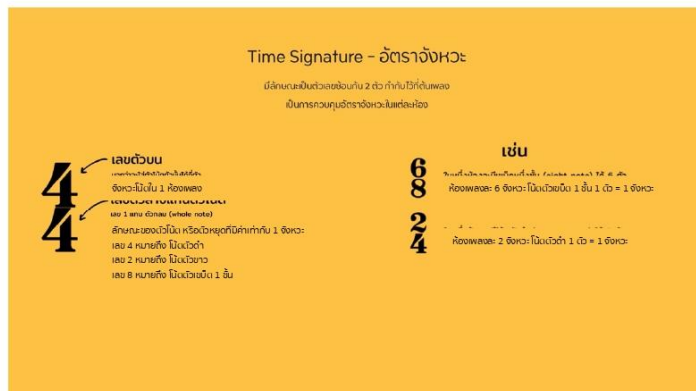 Time Signature - อัตราจังหวะ
มีลักษณะเป็นตัวเลขซ้อนกัน 2 ตัว กำกับไว้ที่ต้นเพลง
เป็นการควบคุมอัตราจังหวะในแต่ละห้อง
4
4
เลขตัวบน
จังหวะโน้ตใน 1 ห้องเพลง
เลข 1 แทน ตัวกลม (whole note)
ลักษณะของตัวโน้ต หรือตัวหยุดที่มีค่าเท่ากับ 1 จังหวะ
เลข 4 หมายถึง โน้ตตัวดำ
เลข 2 หมายถึง โน้ตตัวขาว
เลข 8 หมายถึง โน้ตตัวเขบ็ต 1 ชั้น
เช่น
6
8
ห้องเพลงละ 6 จังหวะ โน้ตตัวเขบ็ต 1 ชั้น 1 ตัว = 1 จังหวะ
2
4
ห้องเพลงละ 2 จังหวะ โน้ตตัวดำ 1 ตัว = 1 จังหวะ